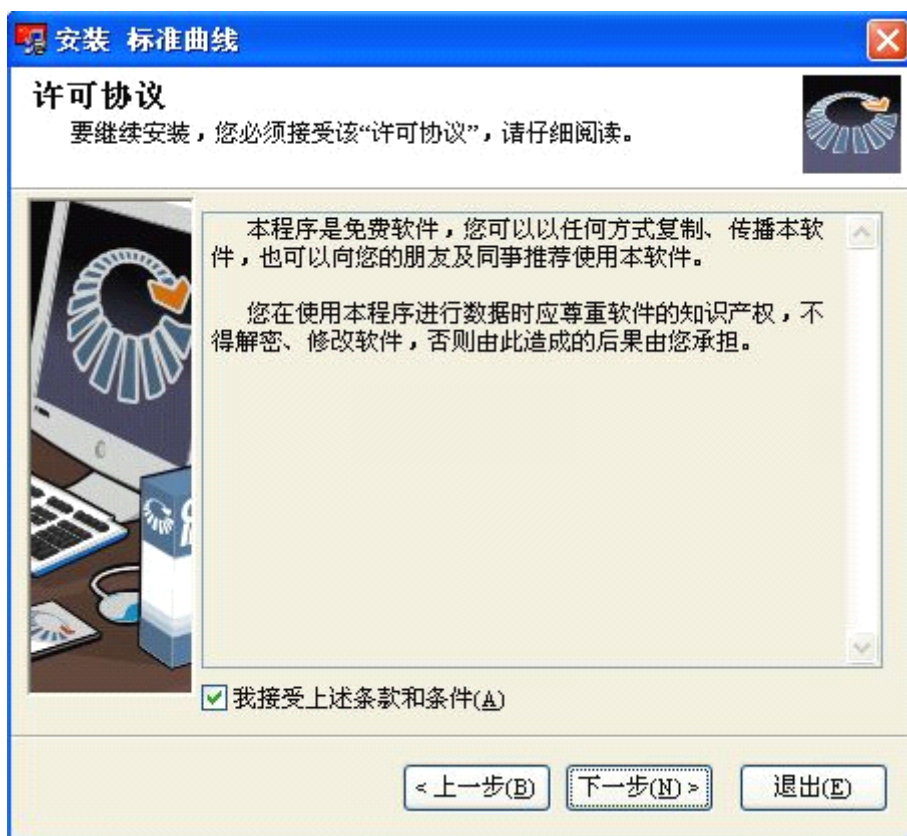 安装 标准曲线
许可协议
要继续安装，您必须接受该“许可协议”，请仔细阅读。
本程序是免费软件，您可以以任何方式复制、传播本软
件，也可以向您的朋友及同事推荐使用本软件。
您在使用本程序进行数据时应尊重软件的知识产权，不
得解密、修改软件，否则由此造成的后果由您承担。
我接受上述条款和条件(A)
<上一步(B)
下一步(N)>
退出(E)